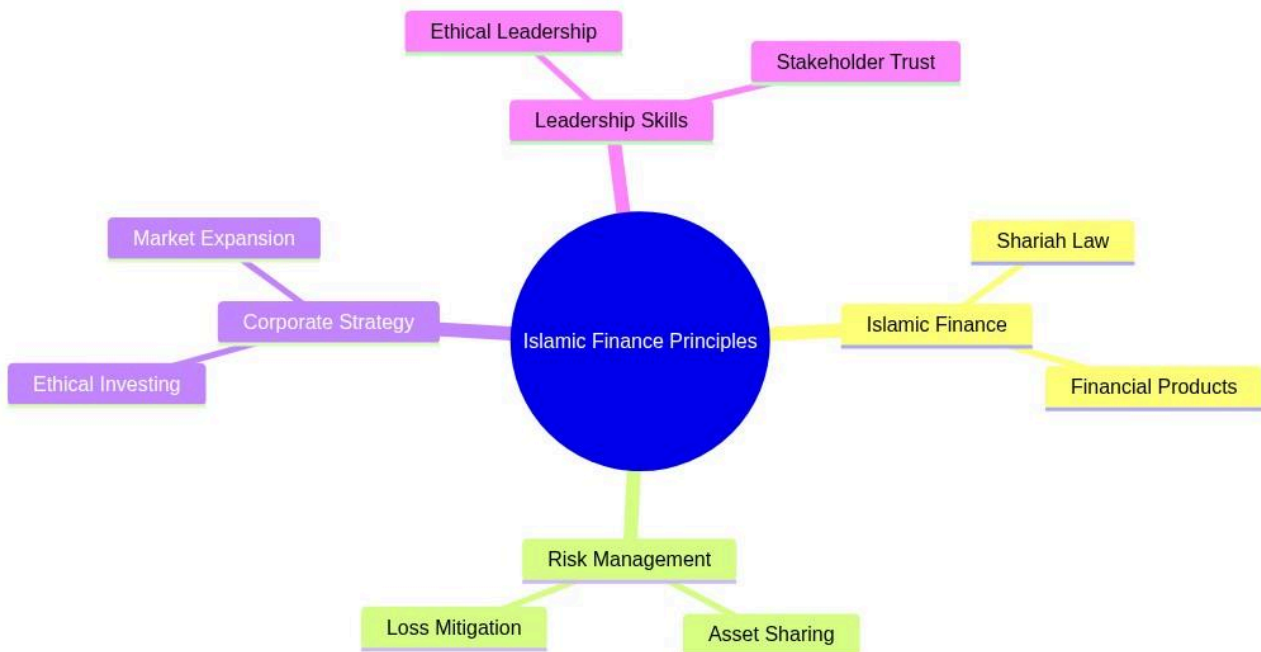 Ethical Leadership
Stakeholder Trust
Leadership Skills
Market Expansion
Shariah Law
Corporate Strategy
Islamic Finance
Islamic Finance Principles
Ethical Investing
Financial Products
Risk Management
Loss Mitigation
Asset Sharing